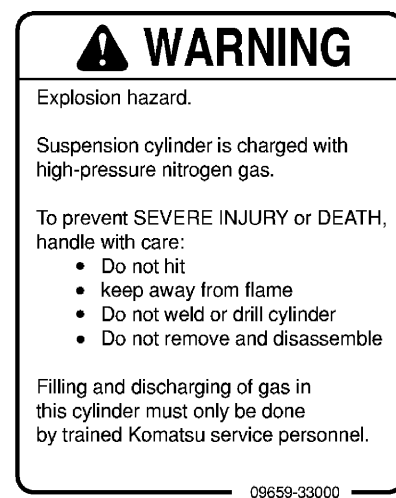 WARNING
Explosion hazard.
Suspension cylinder is charged with
high-pressure nitrogen gas.
To prevent SEVERE INJURY or DEATH,
handle with care:
• Do not hit
• keep away from flame
• Do not weld or drill cylinder
• Do not remove and disassemble
Filling and discharging of gas in
this cylinder must only be done
by trained Komatsu service personnel.
09659-33000